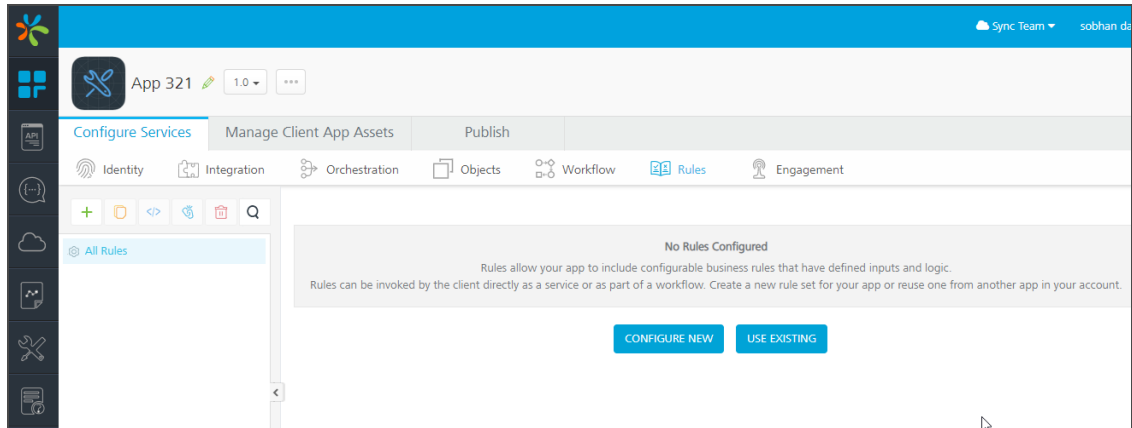 Sync Team
sobhan da
App 321
1.0
API
Configure Services
Manage Client App Assets
Publish
Identity
Integration
Orchestration
Objects
Workflow
Rules
Engagement
All Rules
No Rules Configured
Rules allow your app to include configurable business rules that have defined inputs and logic.
Rules can be invoked by the client directly as a service or as part of a workflow. Create a new rule set for your app or reuse one from another app in your account.
CONFIGURE NEW
USE EXISTING